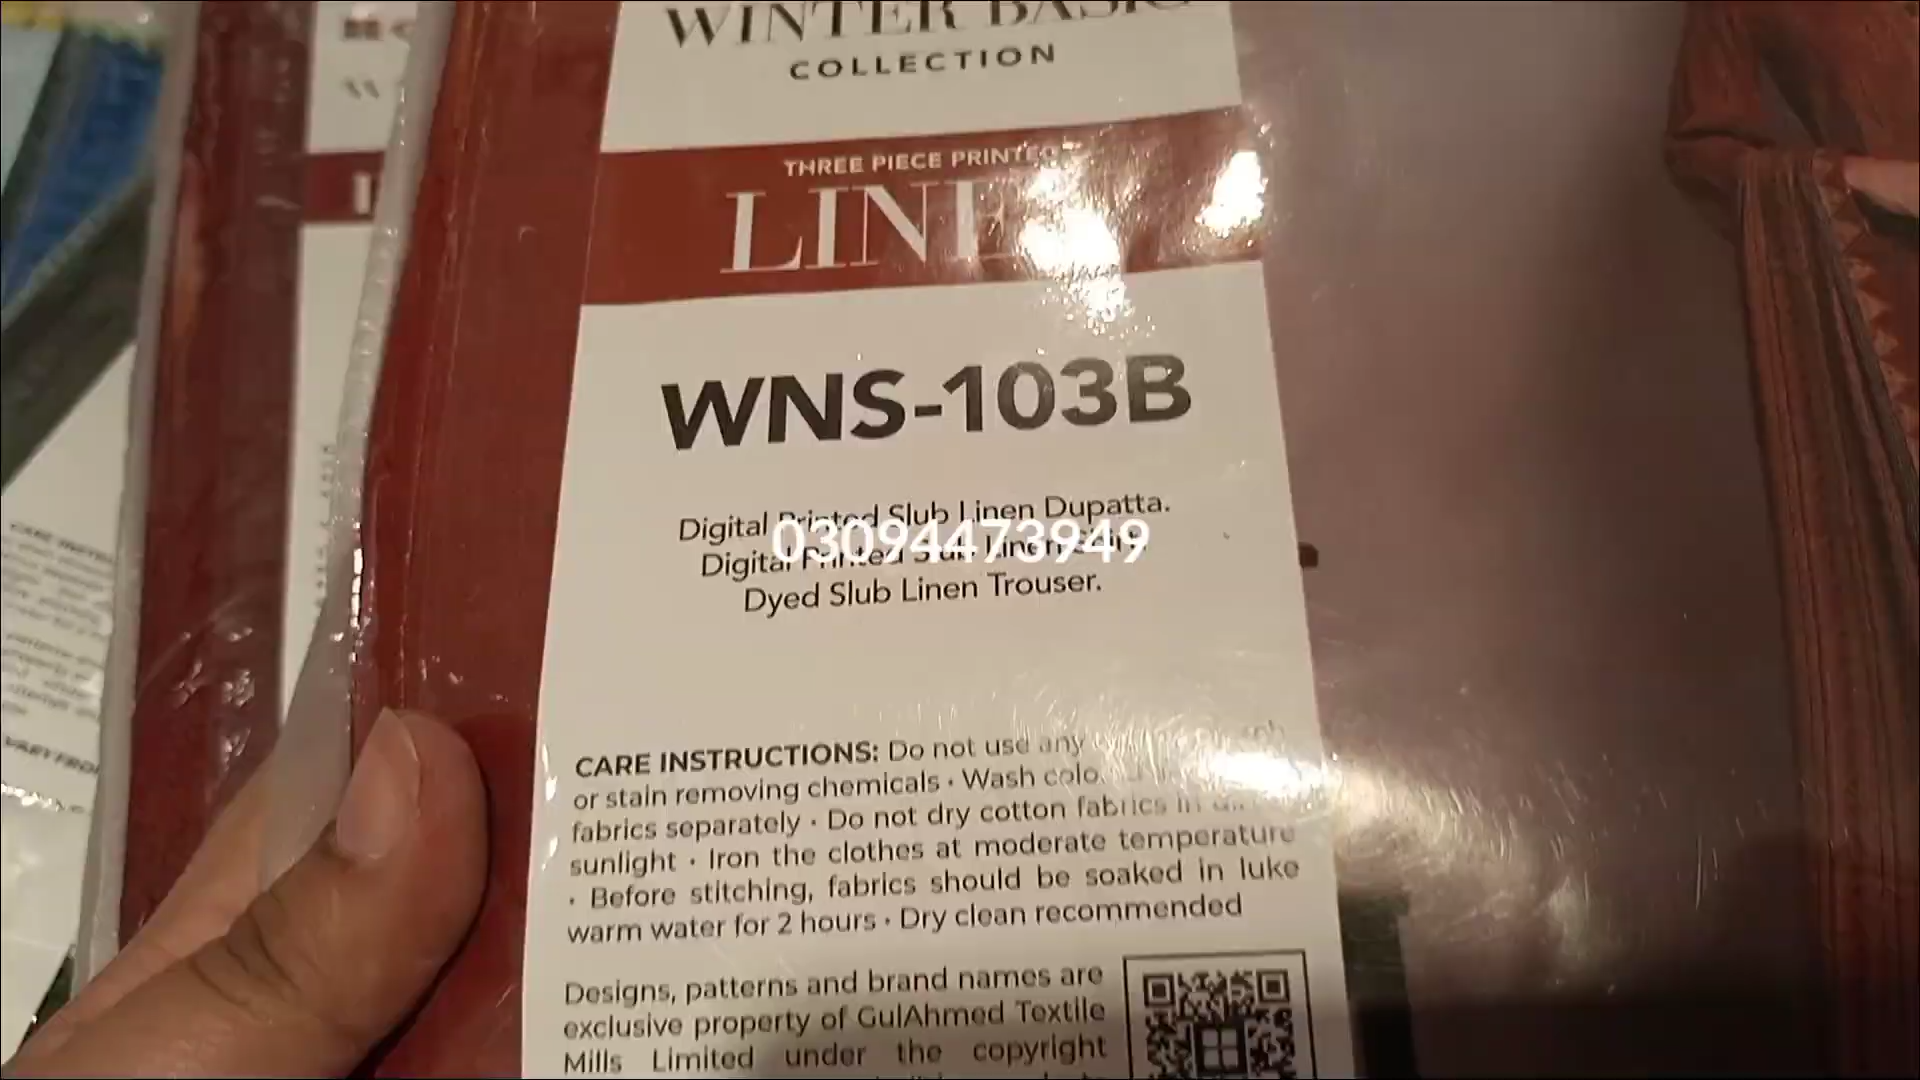 WINTER BASIC
COLLECTION
THREE PIECE PRINTED
LINEN
WNS-103B
Digital Printed Slub Linen Dupatta.
Digital Printed Slub Linen Shirt.
03094473949
Dyed Slub Linen Trouser.
CARE INSTRUCTIONS: Do not use any
or stain removing chemicals • Wash
fabrics separately • Do not dry cotton fabrics in
sunlight • Iron the clothes at moderate temperature
• Before stitching, fabrics should be soaked in luke
warm water for 2 hours • Dry clean recommended
Designs, patterns and brand names are
exclusive property of GulAhmed Textile
Mills Limited under the copyright